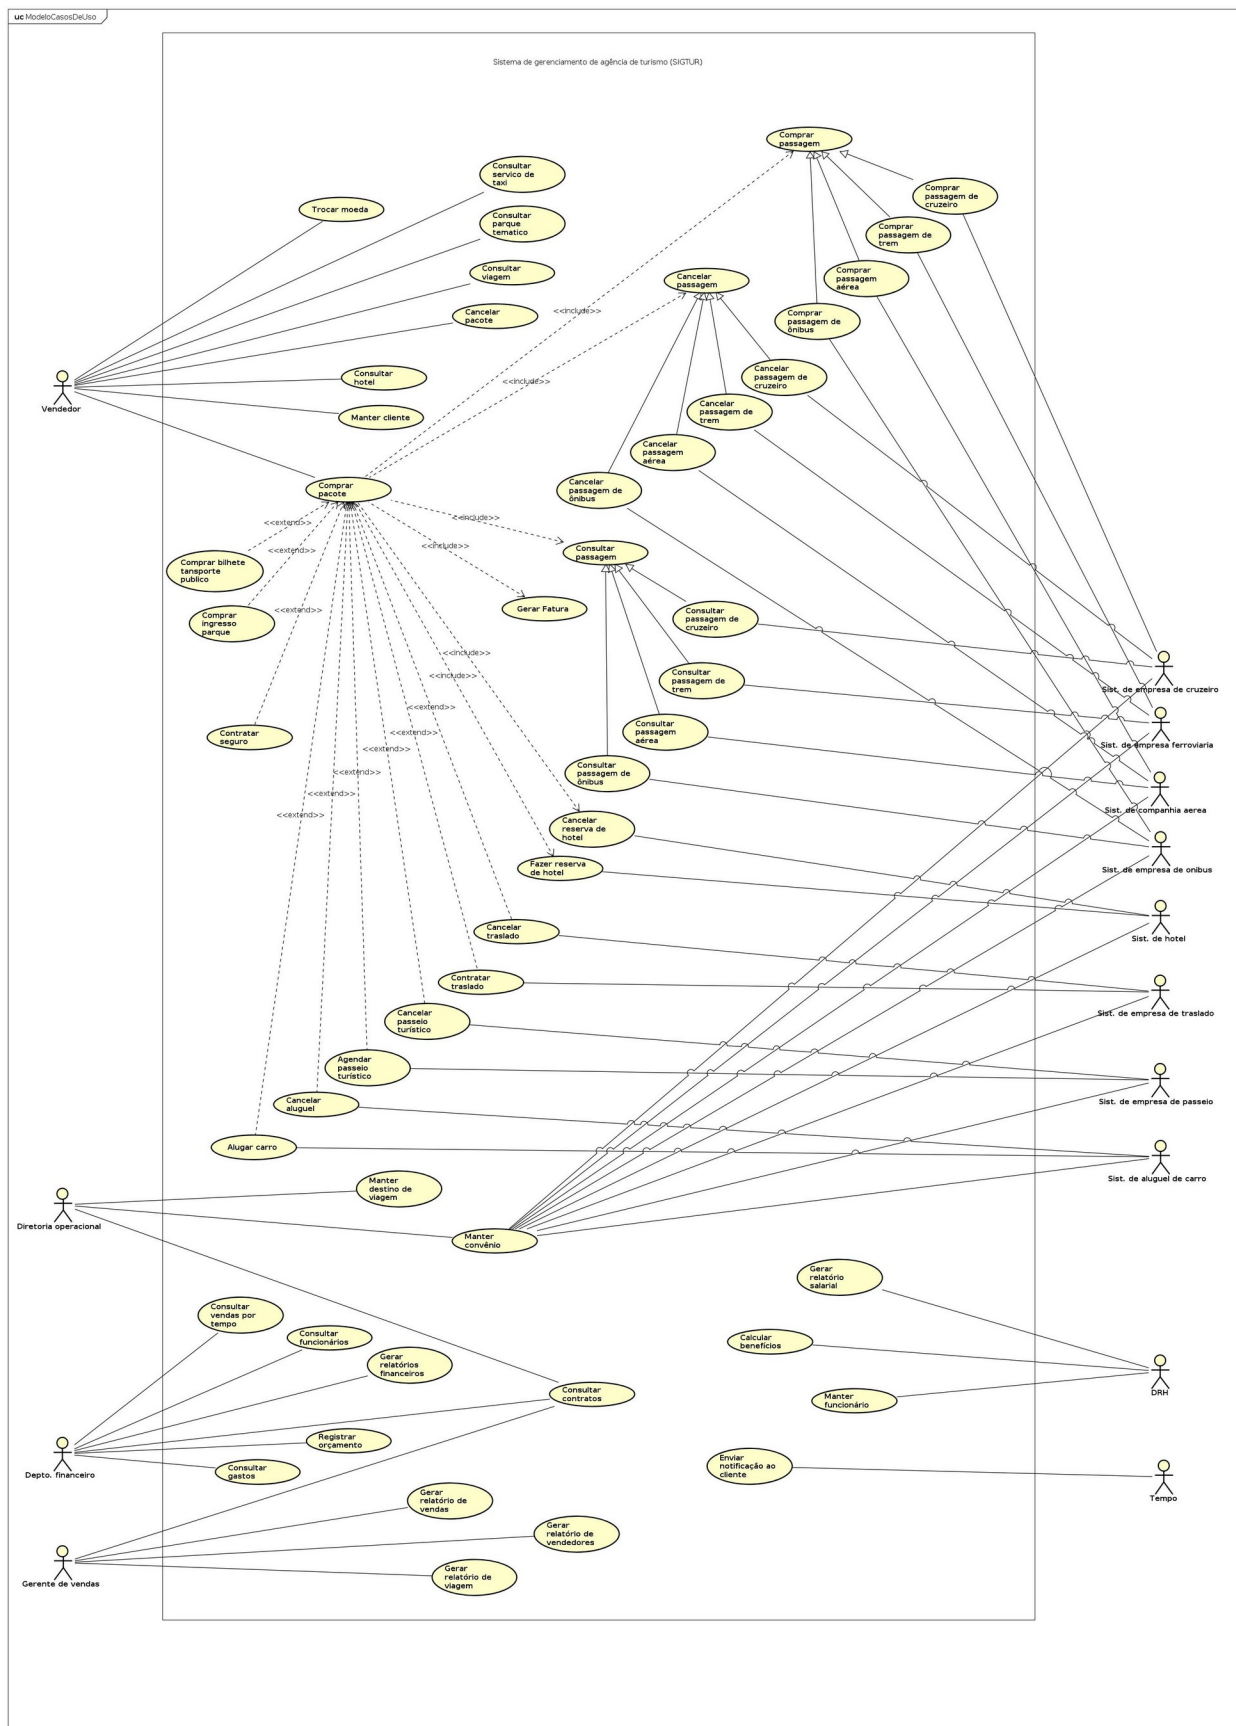 uc ModeloCasosDeUso
Sistema de gerenciamento de agência de turismo (SIGTUR)
Comprar
passagem
Consultar
servico de
taxi
Comprar
passagem de
cruzeiro
Trocar moeda
Consultar
parque
tematico
Comprar
passagem de
trem
Consultar
viagem
Cancelar
passagem
Comprar
passagem
aérea
Cancelar
pacote
<<include>>
Comprar
passagem de
ônibus
Vendedor
Consultar
hotel
<<include>>
Cancelar
passagem de
cruzeiro
Manter cliente
Cancelar
passagem de
trem
Cancelar
passagem
aérea
Comprar
pacote
Cancelar
passagem de
ônibus
<<extend>>
<<include>>
<<extend>>
<<include>>
Consultar
passagem
Comprar bilhete
tansporte
publico
Comprar
ingresso
parque
<<extend>>
Gerar Fatura
Consultar
passagem de
cruzeiro
<<include>>
<<include>>
Consultar
passagem de
trem
Sist. de empresa de cruzeiro
Contratar
seguro
<<extend>>
<<extend>>
<<extend>>
<<extend>>
<<extend>>
<<extend>>
Consultar
passagem
aérea
Sist. de empresa ferroviaria
Consultar
passagem de
ônibus
Sist. de companhia aerea
Cancelar
reserva de
hotel
Fazer reserva
de hotel
Sist. de empresa de onibus
Cancelar
traslado
Sist. de hotel
Contratar
traslado
Cancelar
passeio
turístico
Sist. de empresa de traslado
Agendar
passeio
turístico
Cancelar
aluguel
Sist. de empresa de passeio
Alugar carro
Sist. de aluguel de carro
Manter
destino de
viagem
Diretoria operacional
Manter
convênio
Gerar
relatório
salarial
Consultar
vendas por
tempo
Consultar
funcionários
Calcular
benefícios
Gerar
relatórios
financeiros
Consultar
contratos
DRH
Manter
funcionário
Registrar
orçamento
Depto. financeiro
Consultar
gastos
Enviar
notificação ao
cliente
Tempo
Gerar
relatório de
vendas
Gerar
relatório de
vendedores
Gerente de vendas
Gerar
relatório de
viagem